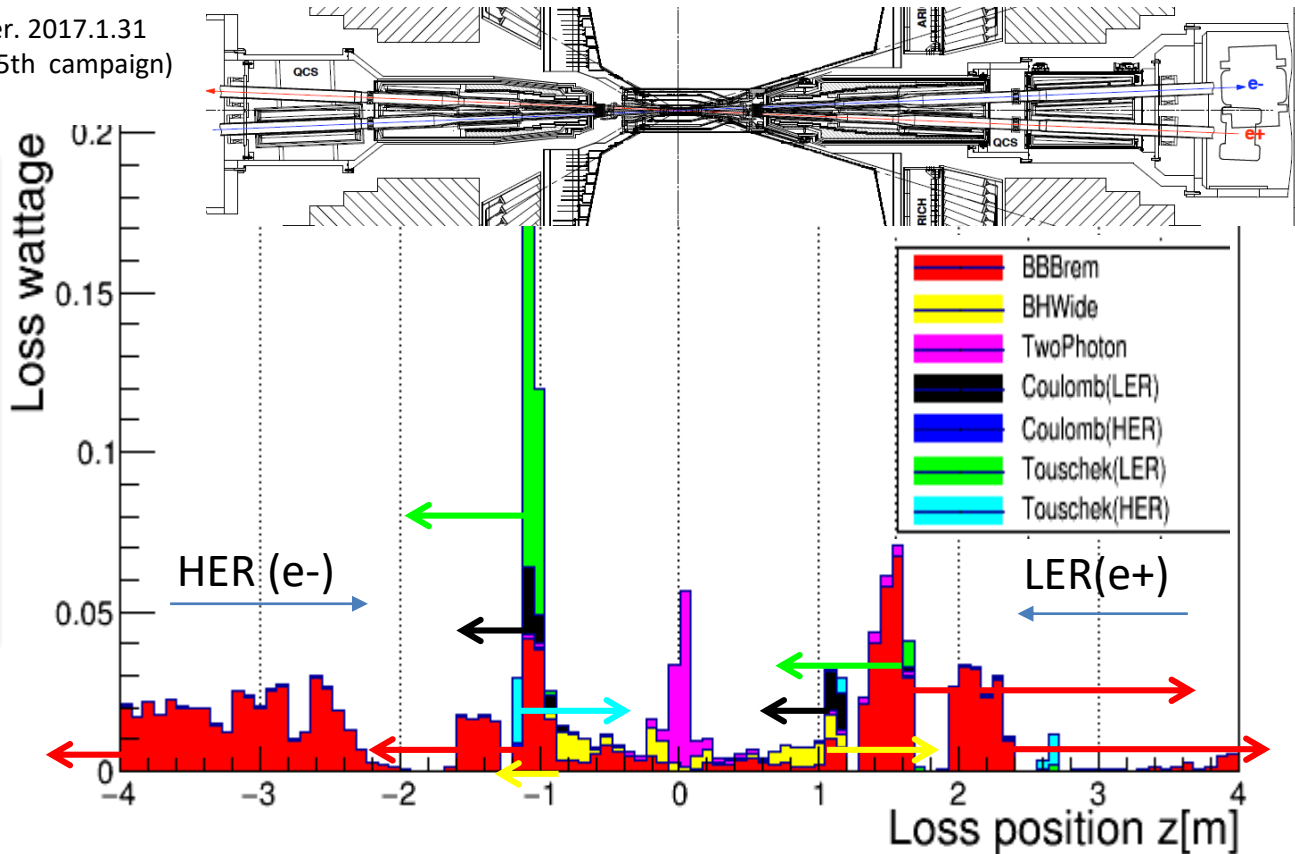 er. 2017.1.31
5th campaign)
QCS
ARI
e-
e+
QCS
RICH
Loss wattage
0.2
0.15
0.1
0.05
0
BBBrem
BHWide
TwoPhoton
Coulomb(LER)
Coulomb(HER)
Touschek(LER)
Touschek(HER)
HER (e-)
LER(e+)
−4
−3
−2
−1
0
1
2
3
4
Loss position z[m]